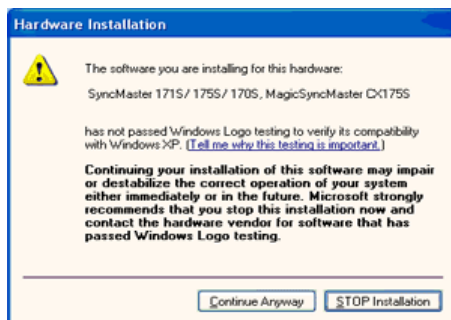 Hardware Installation
The software you are installing for this hardware:
SyncMaster 171S/ 175S/ 170S, MagicSyncMaster CX175S
has not passed Windows Logo testing to verify its compatibility
with Windows XP. (Tell me why this testing is important.)
Continuing your installation of this software may impair
or destabilize the correct operation of your system
either immediately or in the future. Microsoft strongly
recommends that you stop this installation now and
contact the hardware vendor for software that has
passed Windows Logo testing.
Continue Anyway
STOP Installation